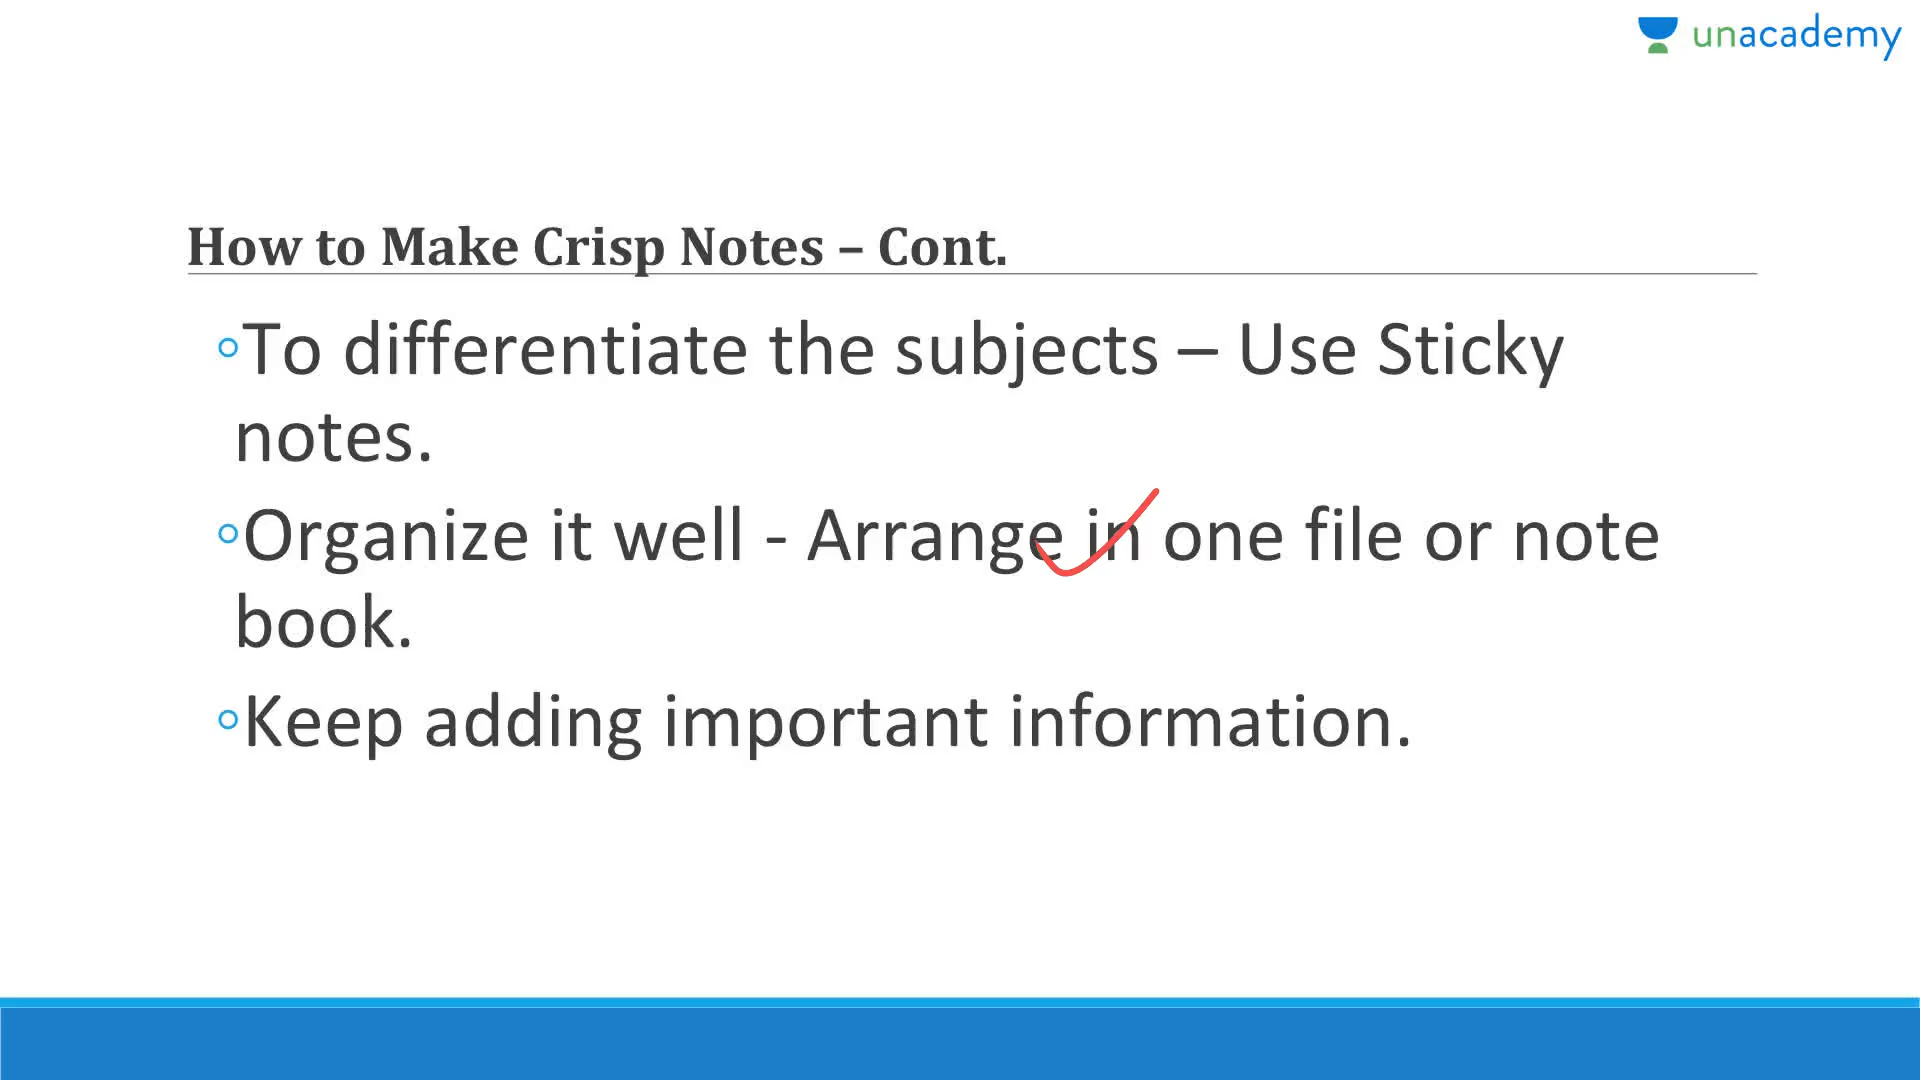 unacademy
How to Make Crisp Notes – Cont.
◦To differentiate the subjects – Use Sticky
notes.
◦Organize it well - Arrange in one file or note
book.
◦Keep adding important information.